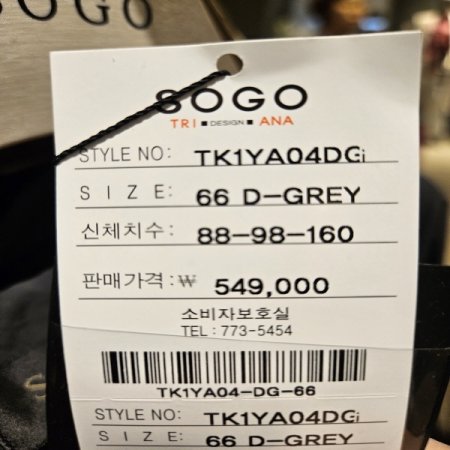 SOGO
SOGO
TRI ■ DESIGN ■ ANA
STYLE NO: TK1YA04DGi
SIZE: 66 D-GREY
신체치수: 88-98-160
판매가격:₩ 549,000
소비자보호실
TEL: 773-5454
TK1YA04-DG-66
STYLE NO: TK1YA04DGi
SIZE: 66 D-GREY